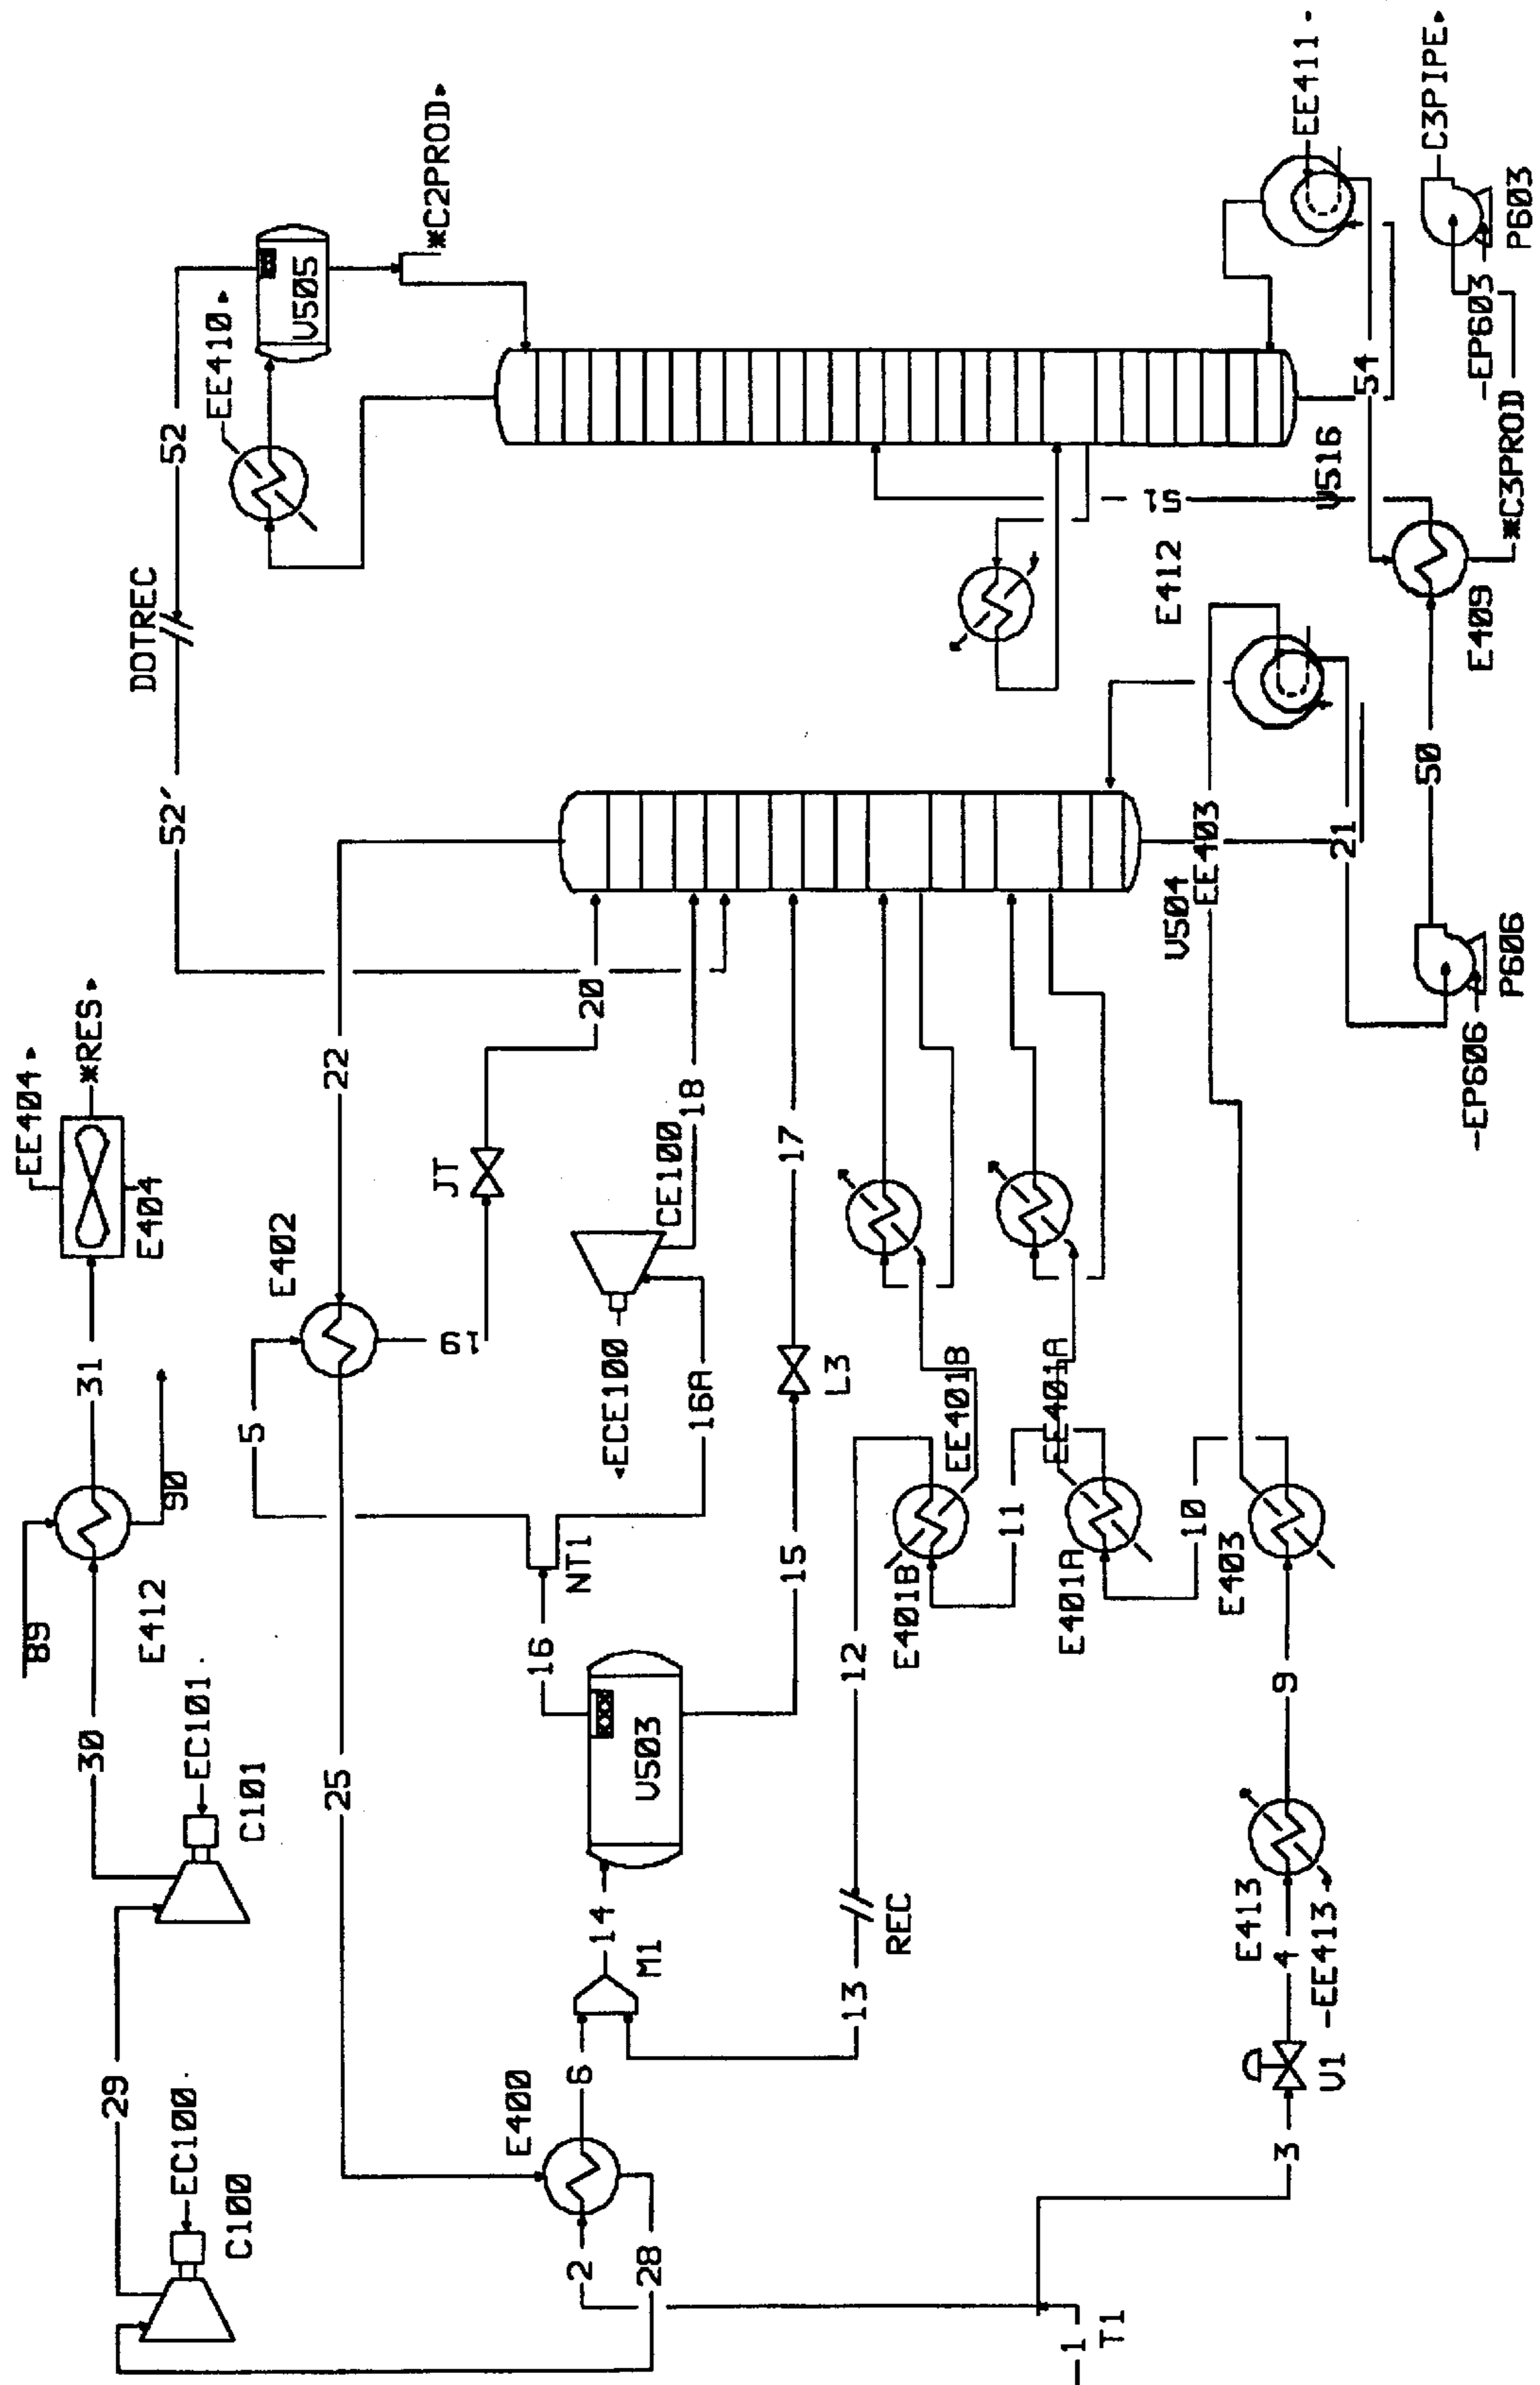 EE404
89
29
30
31
*RES
C100
EC100
C101
EC101
E412
E404
90
DOTREC
52'
52
EE410
E402
5
25
22
V505
28
19
JT
*C2PROD
E400
2
6
14
16
NT1
ECE100
20
M1
V503
16A
CE100
18
15
17
L3
13
12
REC
E401B
EE401B
11
1
T1
E401A
EE401A
E412
51
V504
10
E403
EE403
E413
3
4
9
EE413
V1
V516
EE411
21
54
50
C3PIPE
EP606
E409
EP603
P606
*C3PROD
P603